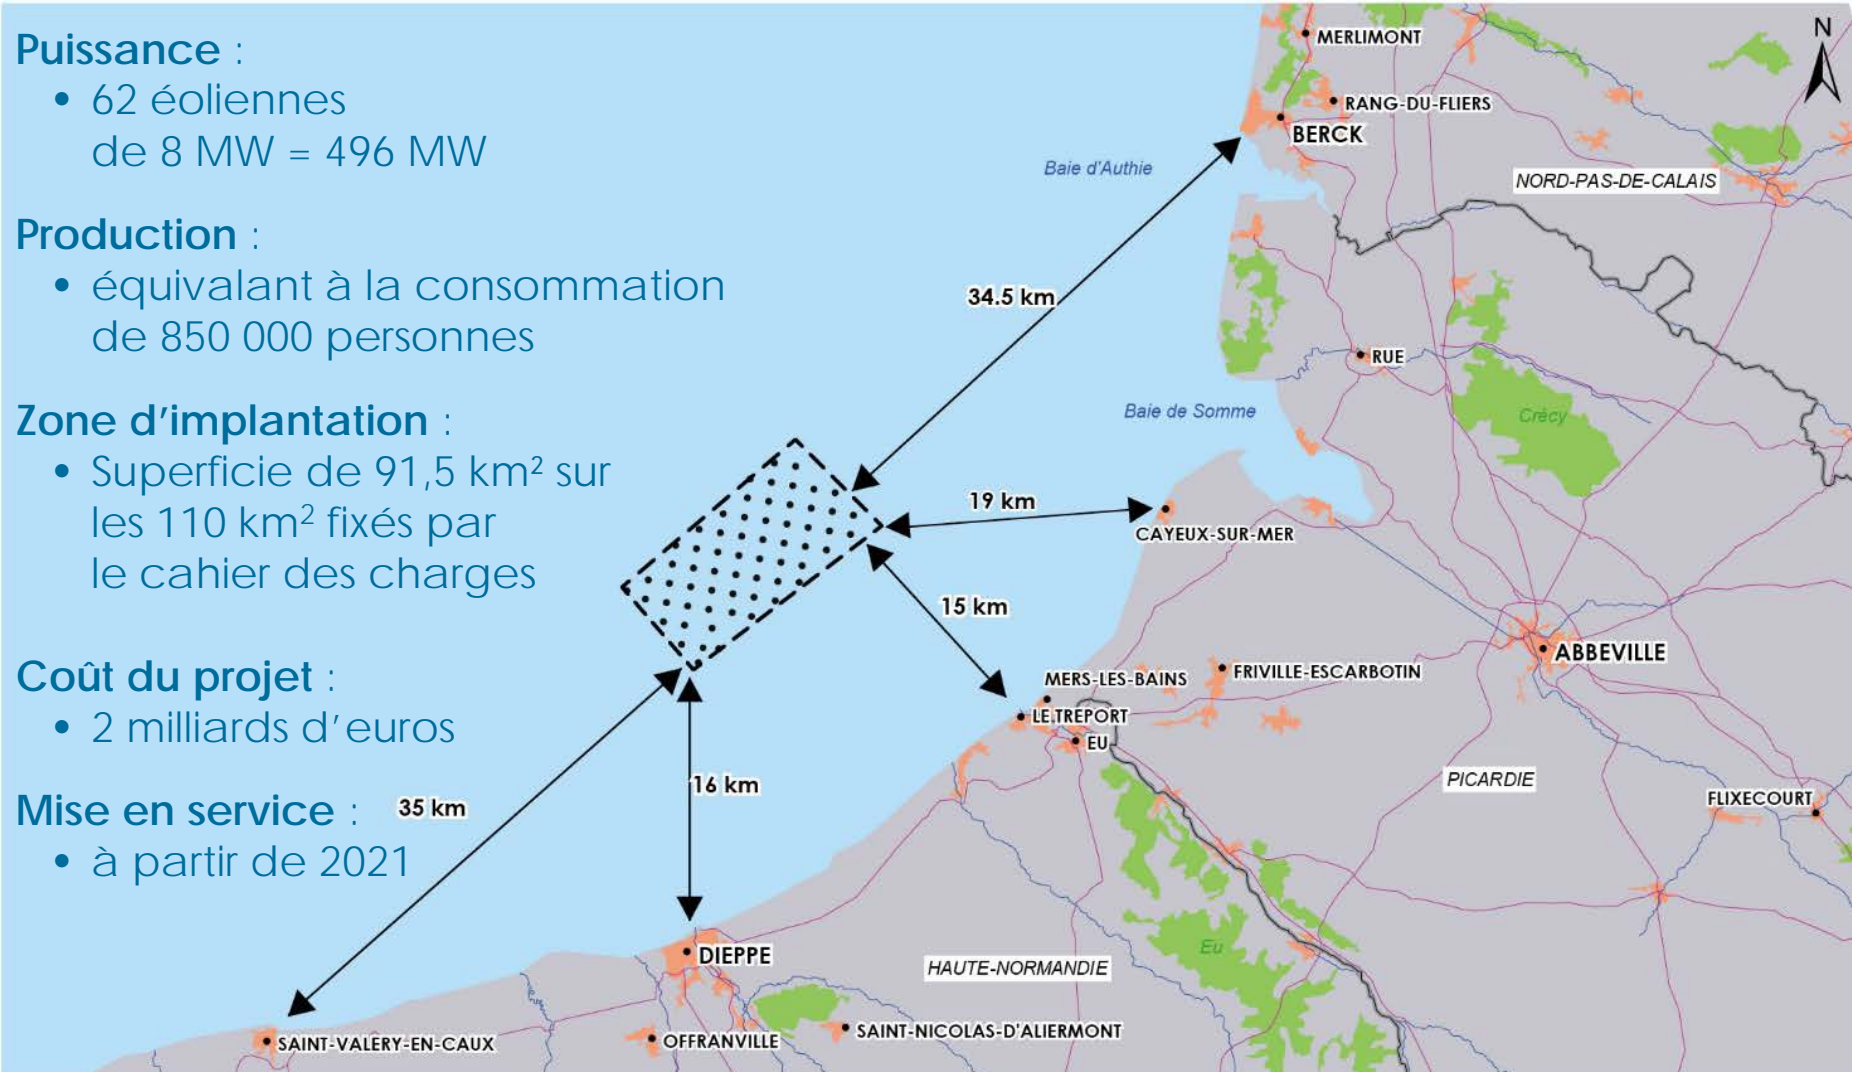 Puissance :
• 62 éoliennes
de 8 MW = 496 MW
Production :
• équivalant à la consommation
de 850 000 personnes
Zone d'implantation :
• Superficie de 91,5 km² sur
les 110 km² fixés par
le cahier des charges
Coût du projet :
• 2 milliards d'euros
Mise en service :
• à partir de 2021
N
MERLIMONT
RANG-DU-FLIERS
BERCK
Baie d'Authie
NORD-PAS-DE-CALAIS
34.5 km
RUE
Baie de Somme
Crécy
19 km
CAYEUX-SUR-MER
15 km
ABBEVILLE
MERS-LES-BAINS
FRIVILLE-ESCARBOTIN
LE TREPORT
EU
16 km
PICARDIE
FLIXECOURT
35 km
Eu
DIEPPE
HAUTE-NORMANDIE
SAINT-VALERY-EN-CAUX
OFFRANVILLE
SAINT-NICOLAS-D'ALIERMONT